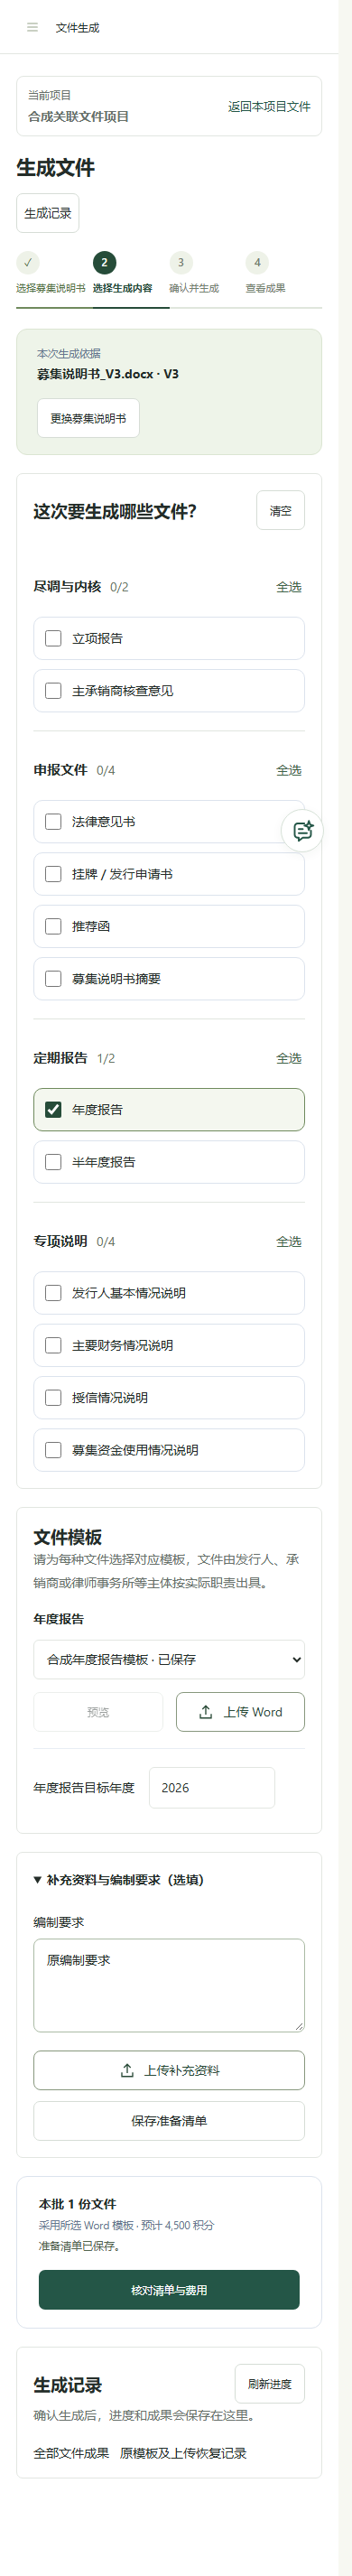 文件生成
当前项目
合成关联文件项目
返回本项目文件
生成文件
生成记录
✓
选择募集说明书
2
选择生成内容
3
确认并生成
4
查看成果
本次生成依据
募集说明书_V3.docx · V3
更换募集说明书
这次要生成哪些文件？
清空
尽调与内核 0/2
全选
立项报告
主承销商核查意见
申报文件 0/4
全选
法律意见书
挂牌 / 发行申请书
推荐函
募集说明书摘要
定期报告 1/2
全选
年度报告
半年度报告
专项说明 0/4
全选
发行人基本情况说明
主要财务情况说明
授信情况说明
募集资金使用情况说明
文件模板
请为每种文件选择对应模板，文件由发行人、承
销商或律师事务所等主体按实际职责出具。
年度报告
合成年度报告模板 · 已保存
预览
上传 Word
年度报告目标年度
2026
▼ 补充资料与编制要求（选填）
编制要求
原编制要求
上传补充资料
保存准备清单
本批 1 份文件
采用所选 Word 模板 · 预计 4,500 积分
准备清单已保存。
核对清单与费用
生成记录
刷新进度
确认生成后，进度和成果会保存在这里。
全部文件成果 原模板及上传恢复记录